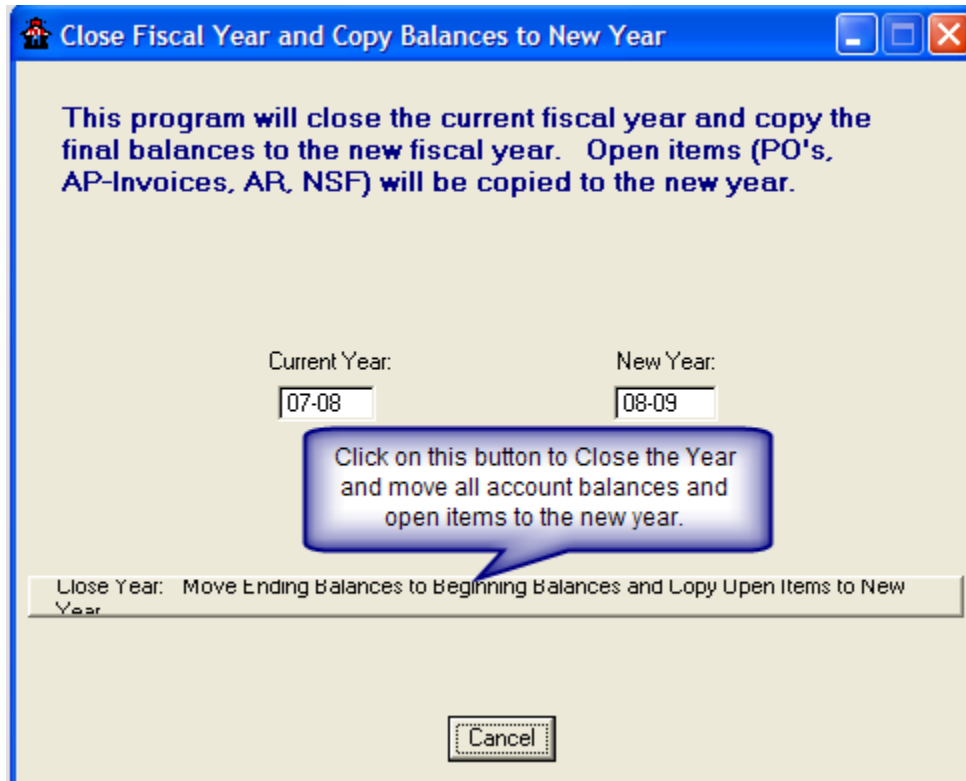 Close Fiscal Year and Copy Balances to New Year
This program will close the current fiscal year and copy the
final balances to the new fiscal year. Open items (PO's,
AP-Invoices, AR, NSF) will be copied to the new year.
Current Year:
New Year:
07-08
08-09
Click on this button to Close the Year
and move all account balances and
open items to the new year.
Close Year: Move Ending Balances to Beginning Balances and Copy Open Items to New
Year
Cancel